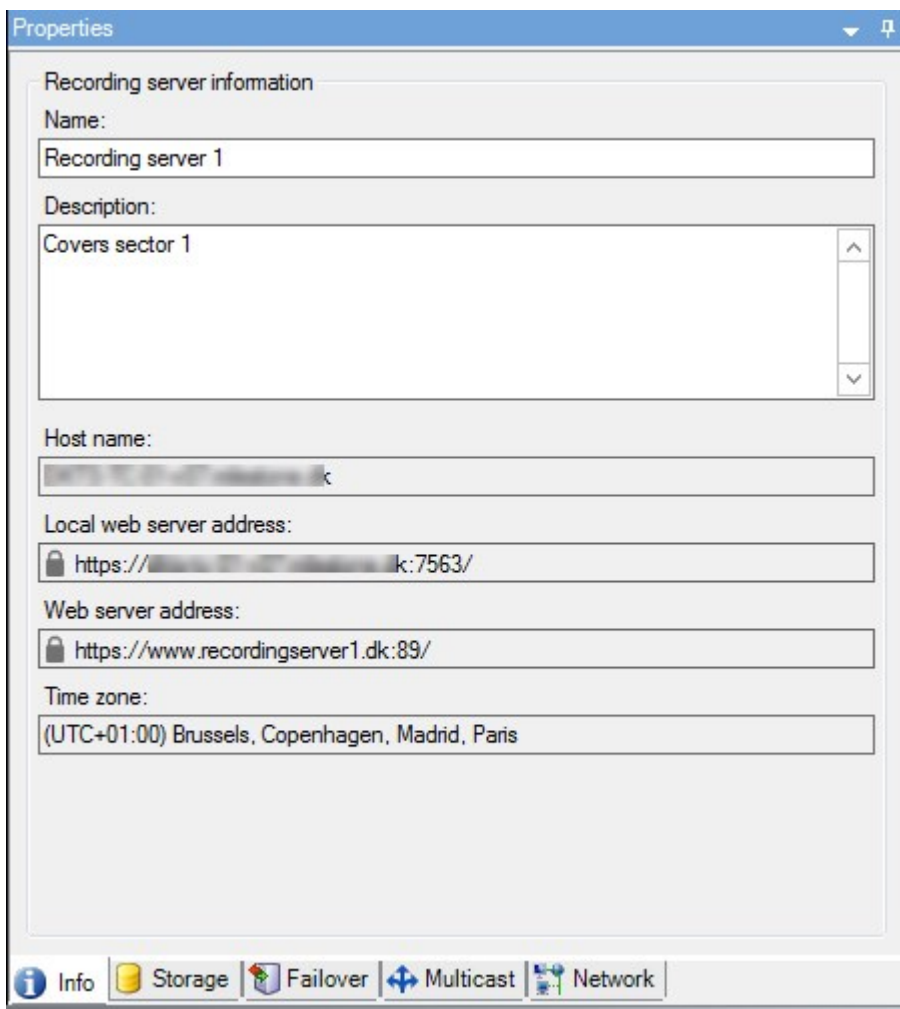 Properties
Recording server information
Name:
Recording server 1
Description:
Covers sector 1
Host name:
Local web server address:
https:// k:7563/
Web server address:
https://www.recordingserver1.dk:89/
Time zone:
(UTC+01:00) Brussels, Copenhagen, Madrid, Paris
Info Storage Failover Multicast Network